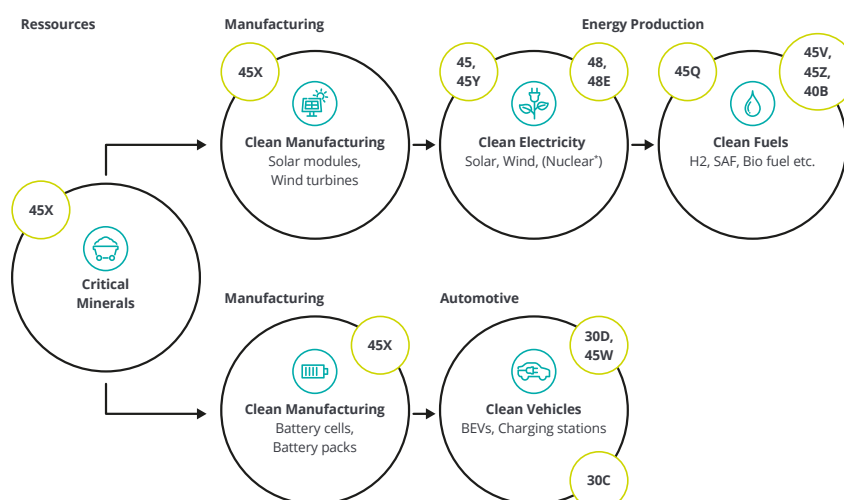 Ressources
Manufacturing
Energy Production
45X
Clean Manufacturing
Solar modules,
Wind turbines
45,
45Y
48,
48E
Clean Electricity
Solar, Wind, (Nuclear*)
45Q
45V,
45Z,
40B
Clean Fuels
H2, SAF, Bio fuel etc.
45X
Critical
Minerals
Manufacturing
Automotive
45X
Clean Manufacturing
Battery cells,
Battery packs
30D,
45W
Clean Vehicles
BEVs, Charging stations
30C